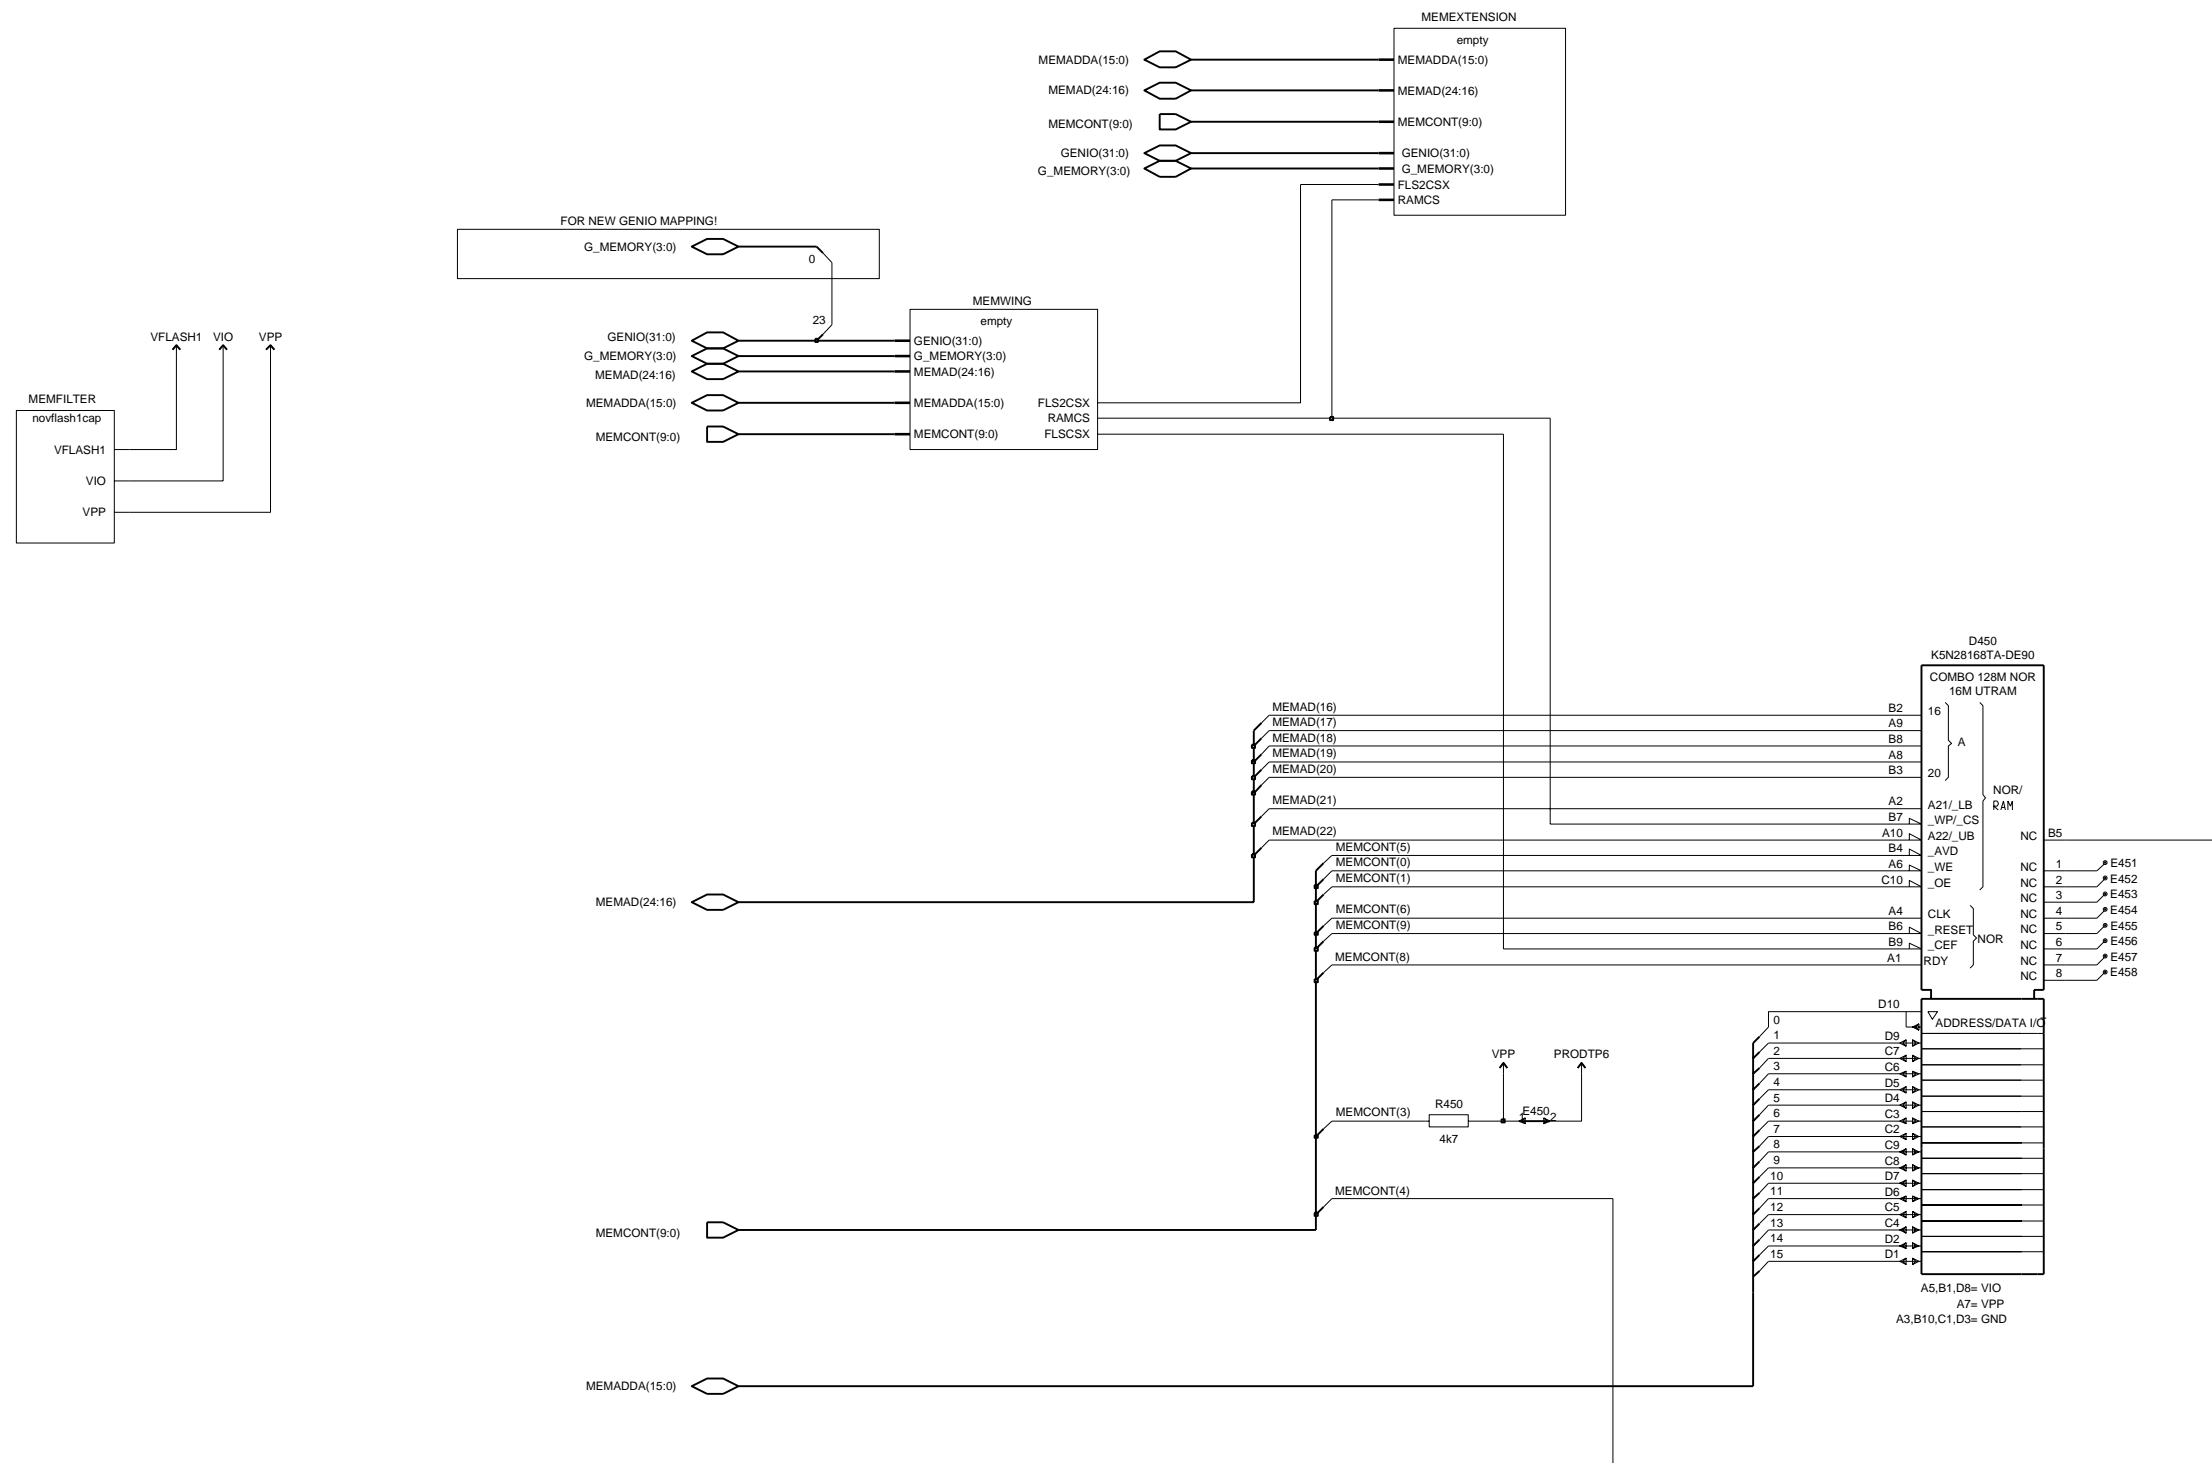 MEMEXTENSION
empty
MEMADDA(15:0) MEMADDA(15:0)
MEMAD(24:16) MEMAD(24:16)
MEMCONT(9:0) MEMCONT(9:0)
GENIO(31:0) GENIO(31:0)
G_MEMORY(3:0) G_MEMORY(3:0)
FLS2CSX
RAMCS
FOR NEW GENIO MAPPING!
G_MEMORY(3:0)
0
23
MEMWING
empty
GENIO(31:0) GENIO(31:0)
G_MEMORY(3:0) G_MEMORY(3:0)
MEMAD(24:16) MEMAD(24:16)
MEMADDA(15:0) MEMADDA(15:0) FLS2CSX
RAMCS
MEMCONT(9:0) MEMCONT(9:0) FLSCSX
VFLASH1 VIO VPP
MEMFILTER
novflash1cap
VFLASH1
VIO
VPP
D450
K5N28168TA-DE90
COMBO 128M NOR
16M UTRAM
MEMAD(16) B2 16
MEMAD(17) A9
MEMAD(18) B8 A
MEMAD(19) A8
MEMAD(20) B3 20
NOR/
RAM
MEMAD(21) A2 A21/_LB
B7 _WP/_CS
MEMAD(22) A10 A22/_UB NC B5
MEMCONT(5) B4 _AVD
MEMCONT(0) A6 _WE NC 1 E451
MEMCONT(1) C10 _OE NC 2 E452
NC 3 E453
MEMCONT(6) A4 CLK NC 4 E454
MEMCONT(9) B6 _RESET NC 5 E455
NOR
B9 _CEF NC 6 E456
MEMCONT(8) A1 RDY NC 7 E457
NC 8 E458
MEMAD(24:16)
D10
0 ADDRESS/DATA I/O
1 D9
2 C7
3 C6
4 D5
5 D4
6 C3
7 C2
8 C9
9 C8
10 D7
11 D6
12 C5
13 C4
14 D2
15 D1
VPP PRODTP6
MEMCONT(3) R450 1 E450 2
4k7
MEMCONT(4)
MEMCONT(9:0)
A5,B1,D8= VIO
A7= VPP
A3,B10,C1,D3= GND
MEMADDA(15:0)